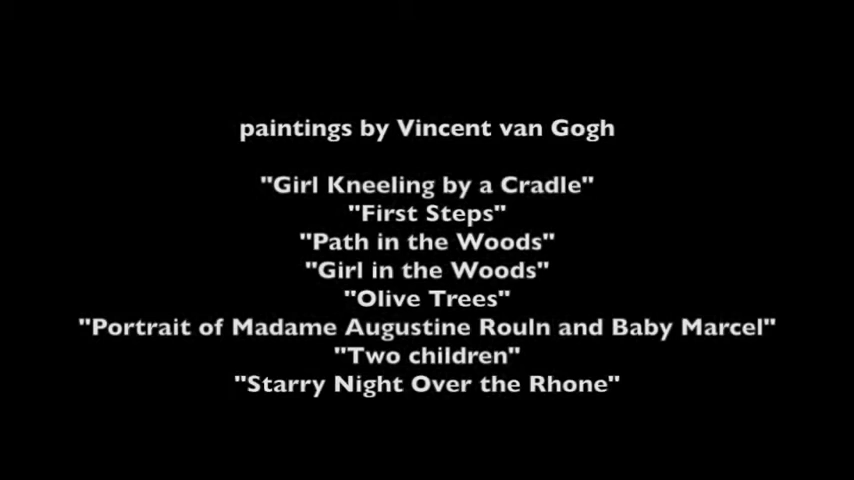 paintings by Vincent van Gogh
"Girl Kneeling by a Cradle"
"First Steps"
"Path in the Woods"
"Girl in the Woods"
"Olive Trees"
"Portrait of Madame Augustine Rouln and Baby Marcel"
"Two children"
"Starry Night Over the Rhone"